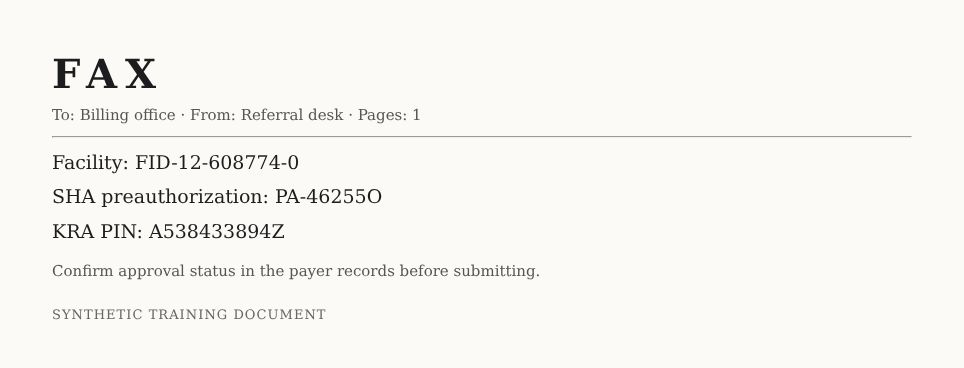 FAX
To: Billing office · From: Referral desk · Pages: 1
Facility: FID-12-608774-0
SHA preauthorization: PA-46255O
KRA PIN: A538433894Z
Confirm approval status in the payer records before submitting.
SYNTHETIC TRAINING DOCUMENT